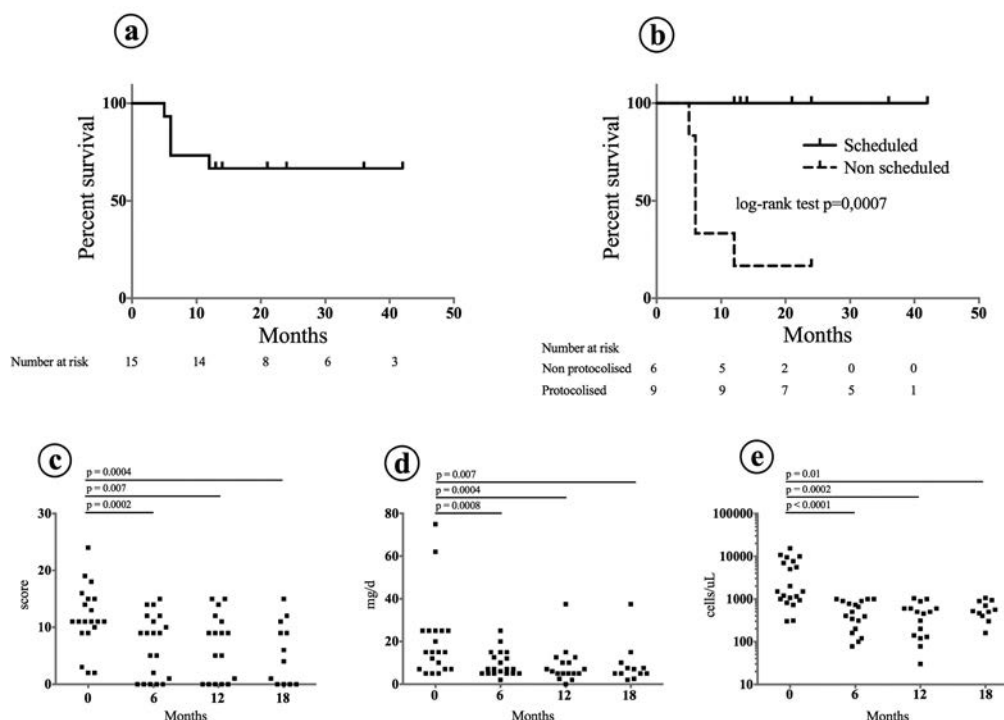 a
100
50
0
Percent survival
0 10 20 30 40 50
Months
Number at risk 15 14 8 6 3
b
100
50
0
Percent survival
Scheduled
Non scheduled
log-rank test p=0,0007
0 10 20 30 40 50
Months
Number at risk
Non protocolised 6 5 2 0 0
Protocolised 9 9 7 5 1
c
p = 0.0004
p = 0.007
p = 0.0002
30
20
10
0
score
0 6 12 18
Months
d
p = 0.007
p = 0.0004
p = 0.0008
80
60
40
20
0
mg/d
0 6 12 18
Months
e
p = 0.01
p = 0.0002
p < 0.0001
100000
10000
1000
100
10
cells/uL
0 6 12 18
Months